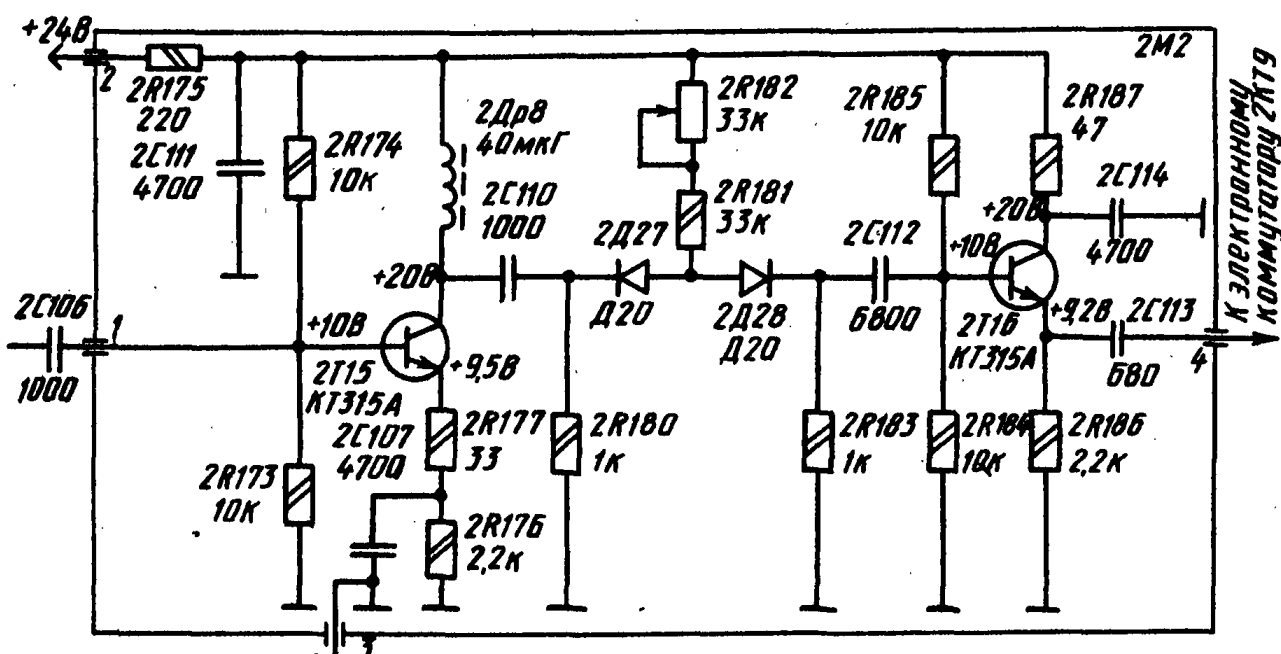 +24В
2М2
2
2R175
220
2С111
4700
2R174
10к
2Др8
40мкГ
2С110
1000
2R182
33к
2R181
33к
2R185
10к
2R187
47
2С114
4700
К электронному
коммутатору 2КТ9
+20В
2Д27
Д20
2Д28
Д20
2С112
6800
+10В
+20В
2С106
1000
1
+10В
2Т15
КТ315А
+9,5В
2Т16
КТ315А
+9,2В
2С113
680
4
2С107
4700
2R177
33
2R180
1к
2R183
1к
2R184
10к
2R186
2,2к
2R173
10К
2R176
2,2к
3